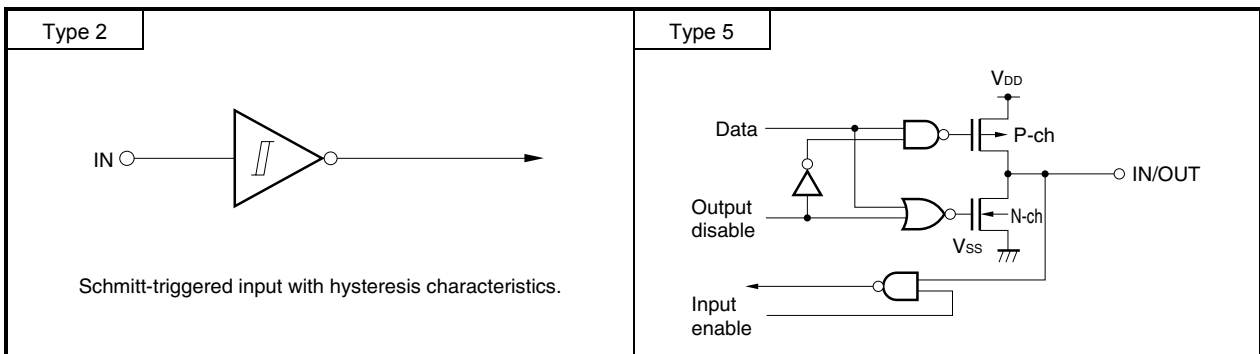 Type 2
IN
Schmitt-triggered input with hysteresis characteristics.
Type 5
VDD
Data
P-ch
IN/OUT
Output
disable
N-ch
VSS
Input
enable